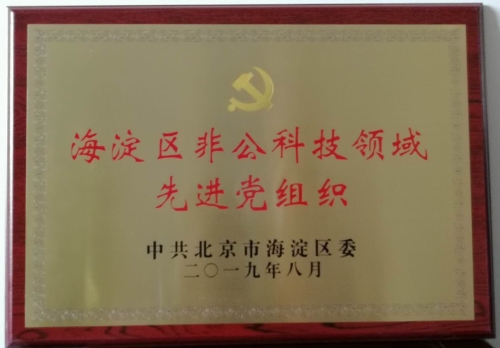 海淀区非公科技领域
先进党组织
中共北京市海淀区委
二〇一九年八月